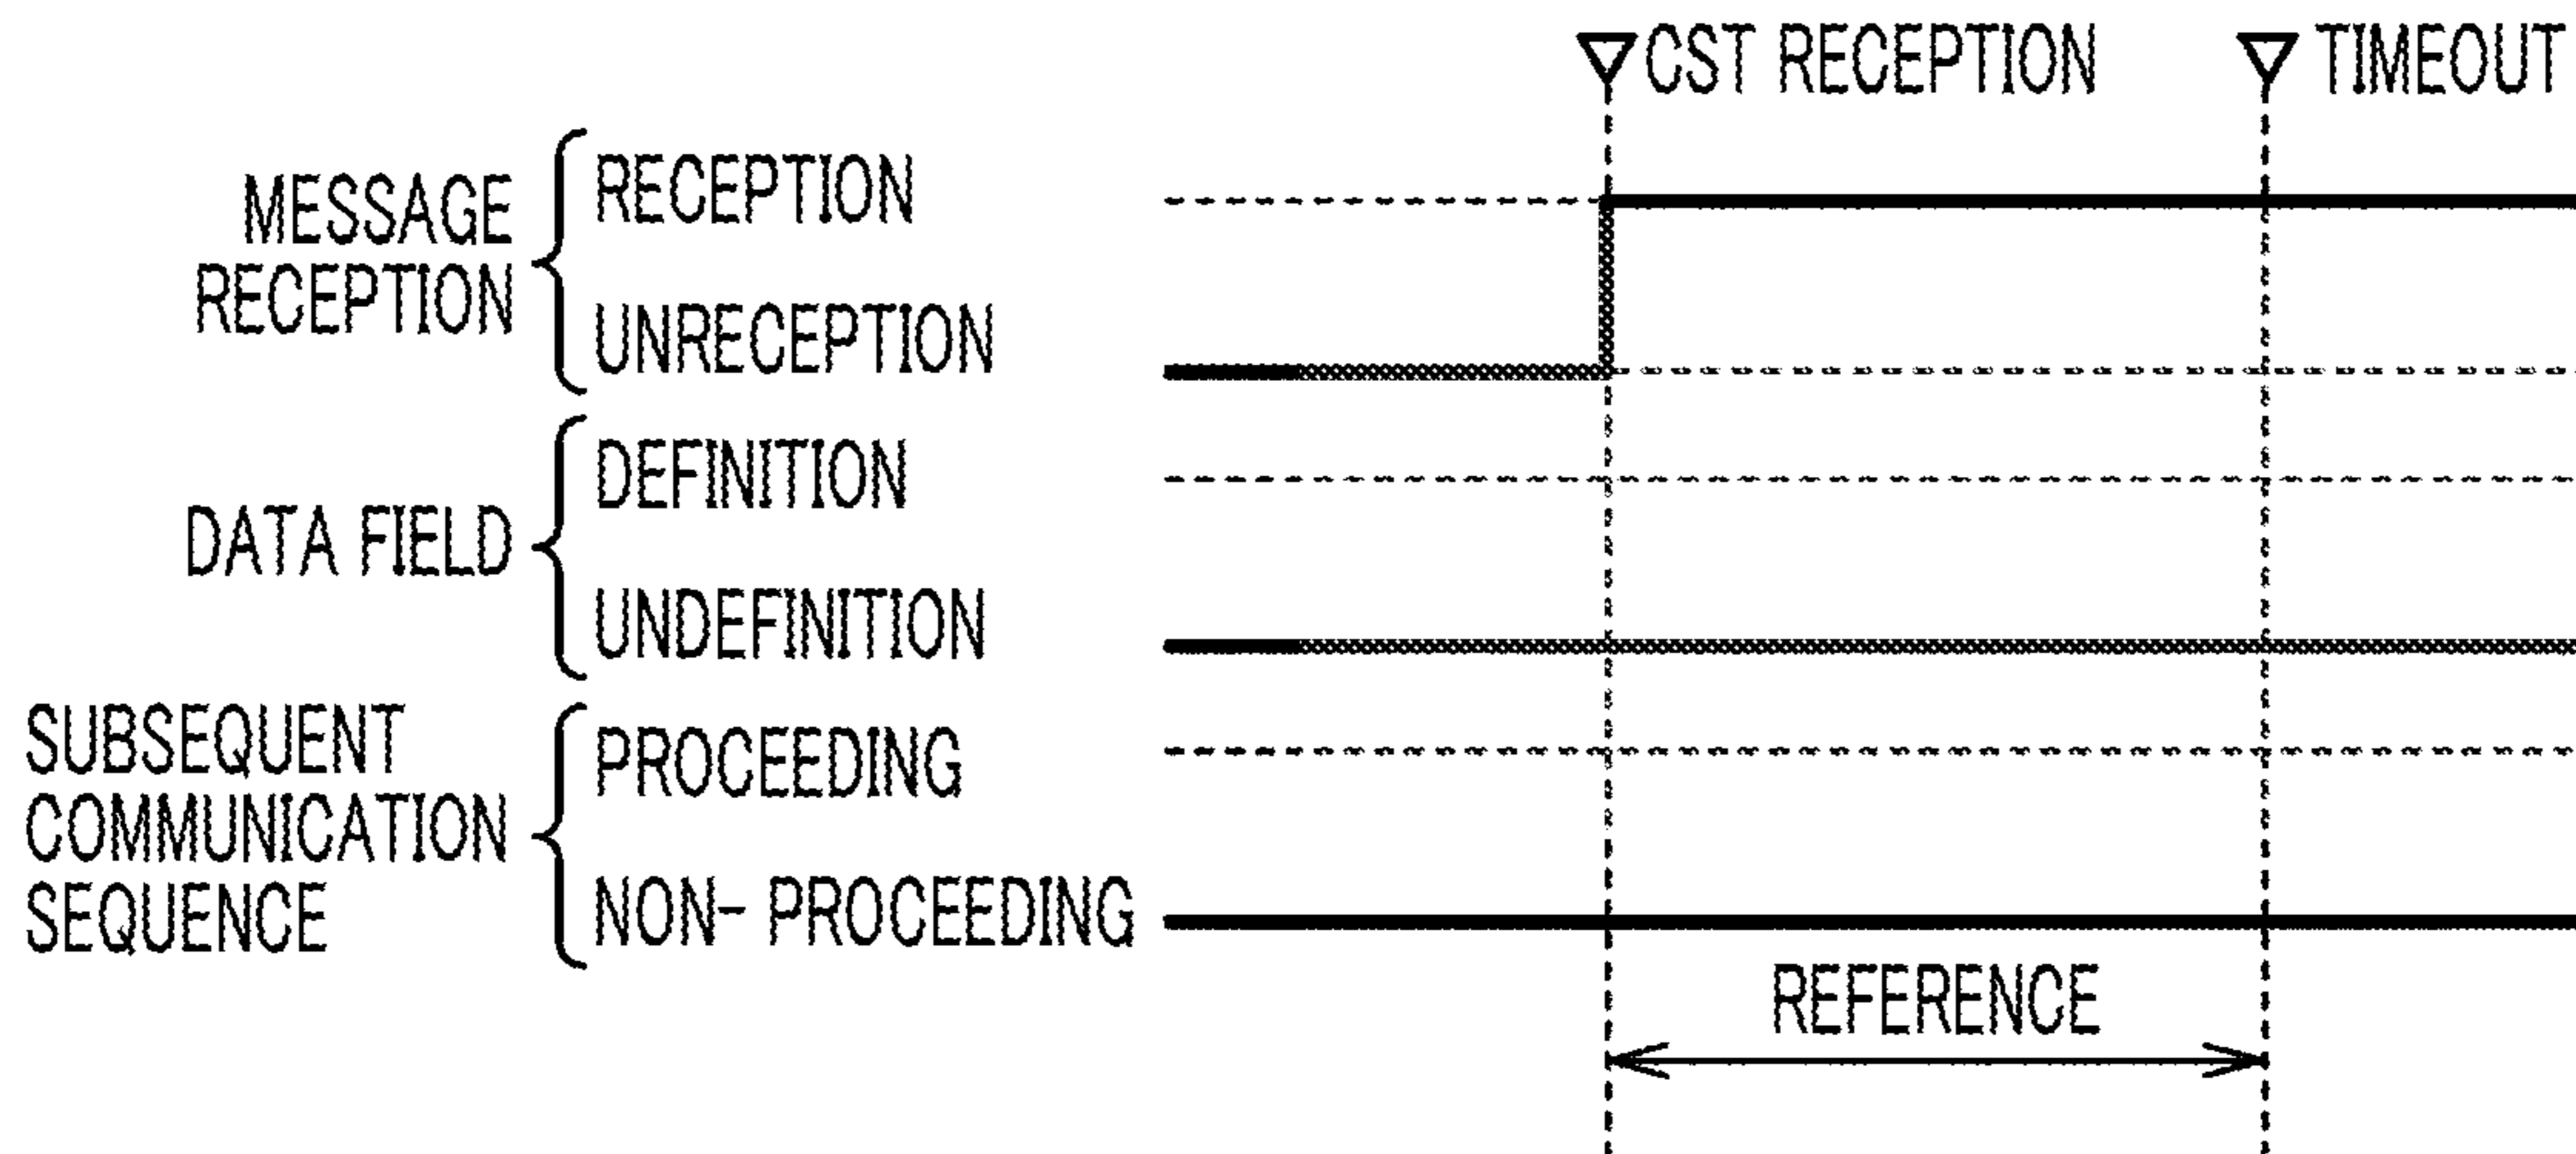 CST RECEPTION
TIMEOUT
MESSAGE
RECEPTION
RECEPTION
UNRECEPTION
DATA FIELD
DEFINITION
UNDEFINITION
SUBSEQUENT
COMMUNICATION
SEQUENCE
PROCEEDING
NON- PROCEEDING
REFERENCE